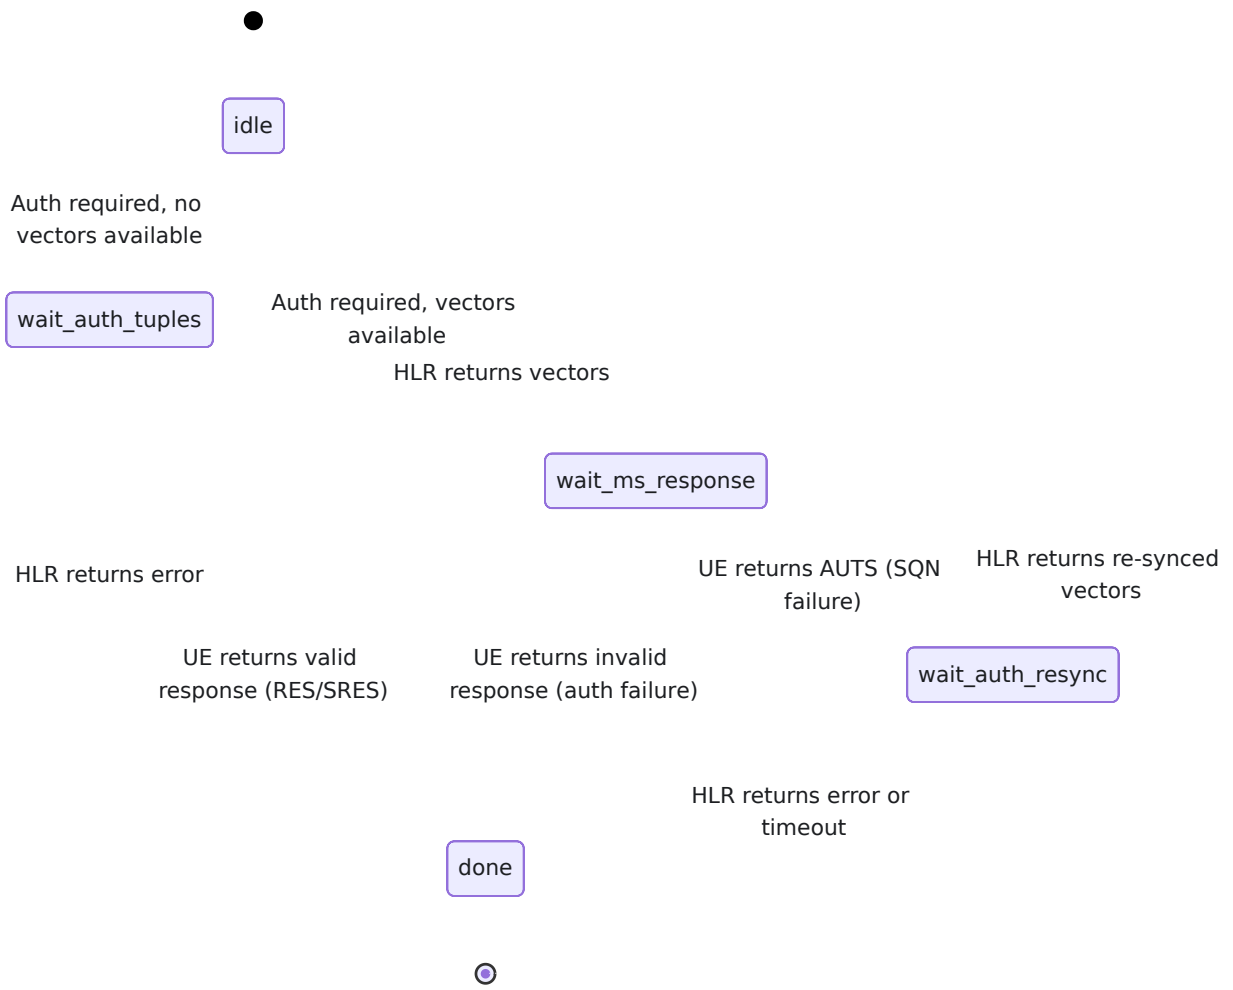 idle
Auth required, no
vectors available
wait_auth_tuples
Auth required, vectors
available
HLR returns vectors
wait_ms_response
HLR returns error
UE returns AUTS (SQN
failure)
HLR returns re-synced
vectors
UE returns valid
response (RES/SRES)
UE returns invalid
response (auth failure)
wait_auth_resync
HLR returns error or
timeout
done